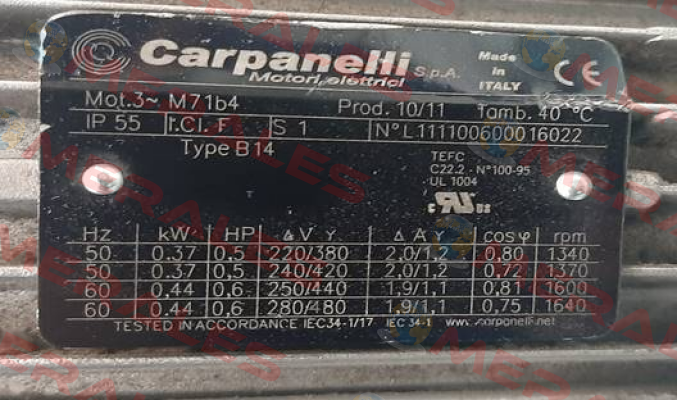 Carpanelli S.p.A.
Motori elettrici
Made in ITALY
CE
Mot.3~ M71b4 Prod. 10/11 Tamb. 40 °C
IP 55 I.Cl. F S 1 N° L1111006000 16022
Type B14
TEFC
C22.2 - N°100-95
UL 1004
c RU us
Hz kW HP Δ V Y Δ A Y cos φ rpm
50 0.37 0,5 220/380 2,0/1,2 0,80 1340
50 0.37 0,5 240/420 2,0/1,2 0,72 1370
60 0,44 0,6 250/440 1,9/1,1 0,81 1600
60 0,44 0,6 280/480 1,9/1,1 0,75 1640
TESTED IN ACCORDANCE IEC34-1/17 IEC 34-1 www.carpanelli.net